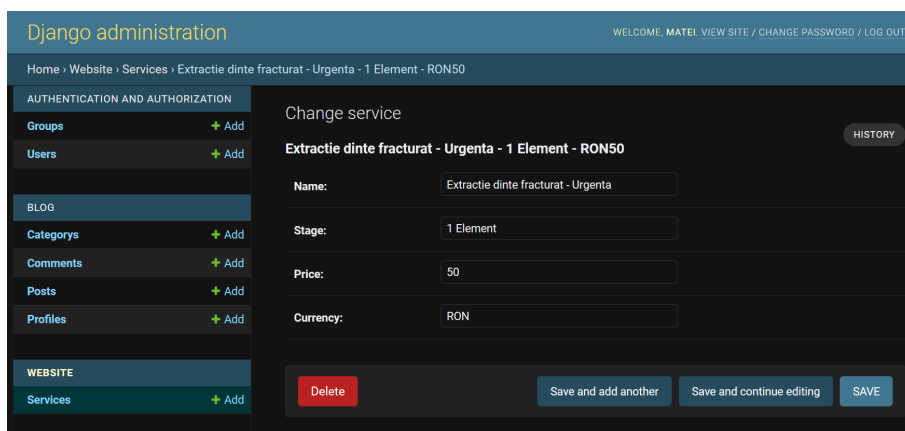 Django administration
WELCOME, MATEI. VIEW SITE / CHANGE PASSWORD / LOG OUT
Home › Website › Services › Extractie dinte fracturat - Urgenta - 1 Element - RON50
AUTHENTICATION AND AUTHORIZATION
Groups + Add
Users + Add
BLOG
Categorys + Add
Comments + Add
Posts + Add
Profiles + Add
WEBSITE
Services + Add
Change service
HISTORY
Extractie dinte fracturat - Urgenta - 1 Element - RON50
Name: Extractie dinte fracturat - Urgenta
Stage: 1 Element
Price: 50
Currency: RON
Delete Save and add another Save and continue editing SAVE